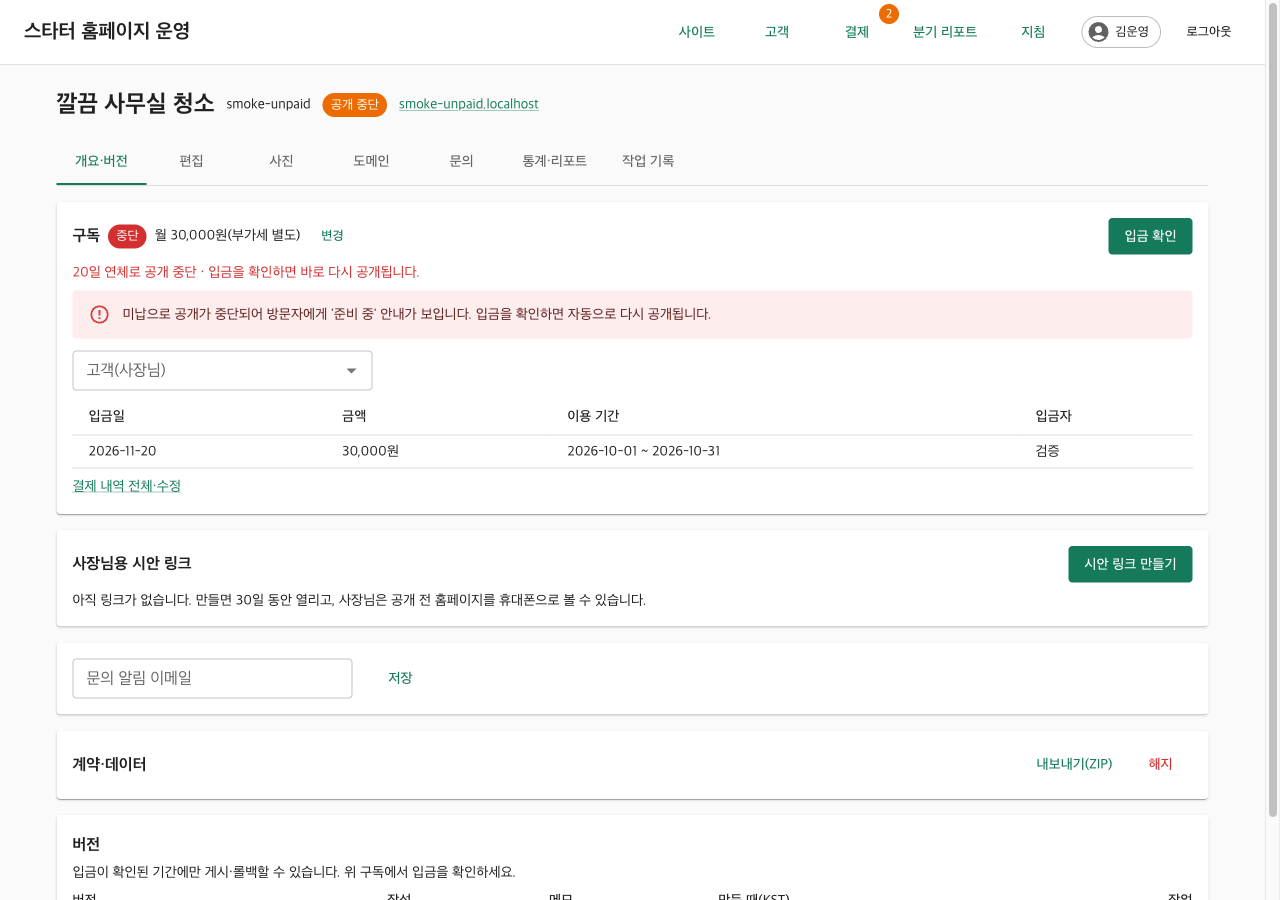 스타터 홈페이지 운영
사이트 고객 결제 2 분기 리포트 지침 김운영 로그아웃
깔끔 사무실 청소 smoke-unpaid 공개 중단 smoke-unpaid.localhost
개요·버전 편집 사진 도메인 문의 통계·리포트 작업 기록
구독 중단 월 30,000원(부가세 별도) 변경 입금 확인
20일 연체로 공개 중단 · 입금을 확인하면 바로 다시 공개됩니다.
미납으로 공개가 중단되어 방문자에게 '준비 중' 안내가 보입니다. 입금을 확인하면 자동으로 다시 공개됩니다.
고객(사장님)
입금일 금액 이용 기간 입금자
2026-11-20 30,000원 2026-10-01 ~ 2026-10-31 검증
결제 내역 전체·수정
사장님용 시안 링크 시안 링크 만들기
아직 링크가 없습니다. 만들면 30일 동안 열리고, 사장님은 공개 전 홈페이지를 휴대폰으로 볼 수 있습니다.
문의 알림 이메일 저장
계약·데이터 내보내기(ZIP) 해지
버전
입금이 확인된 기간에만 게시·롤백할 수 있습니다. 위 구독에서 입금을 확인하세요.
버전 작성 메모 만든 때(KST) 작업